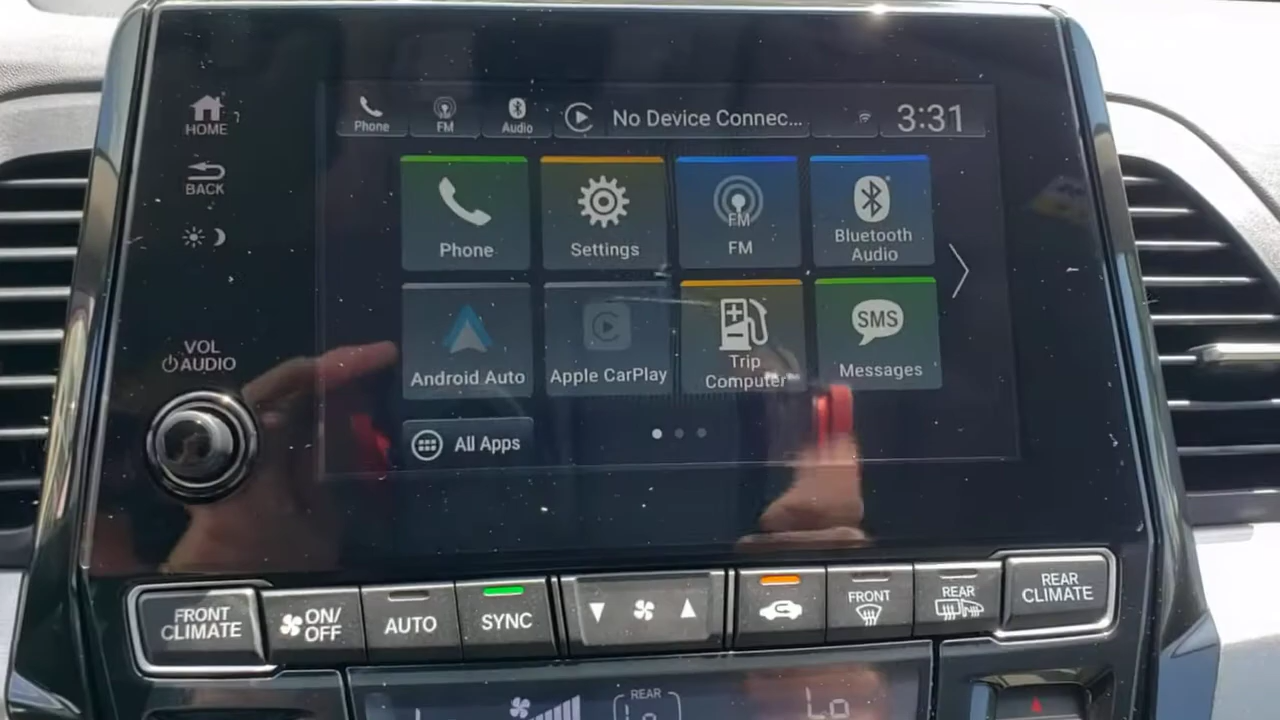 HOME
BACK
VOL
AUDIO
Phone
FM
Audio
No Device Connec...
3:31
Phone
Settings
FM
FM
Bluetooth
Audio
Android Auto
Apple CarPlay
Trip
Computer
SMS
Messages
All Apps
FRONT
CLIMATE
ON/
OFF
AUTO
SYNC
FRONT
REAR
REAR
CLIMATE
REAR
Lo